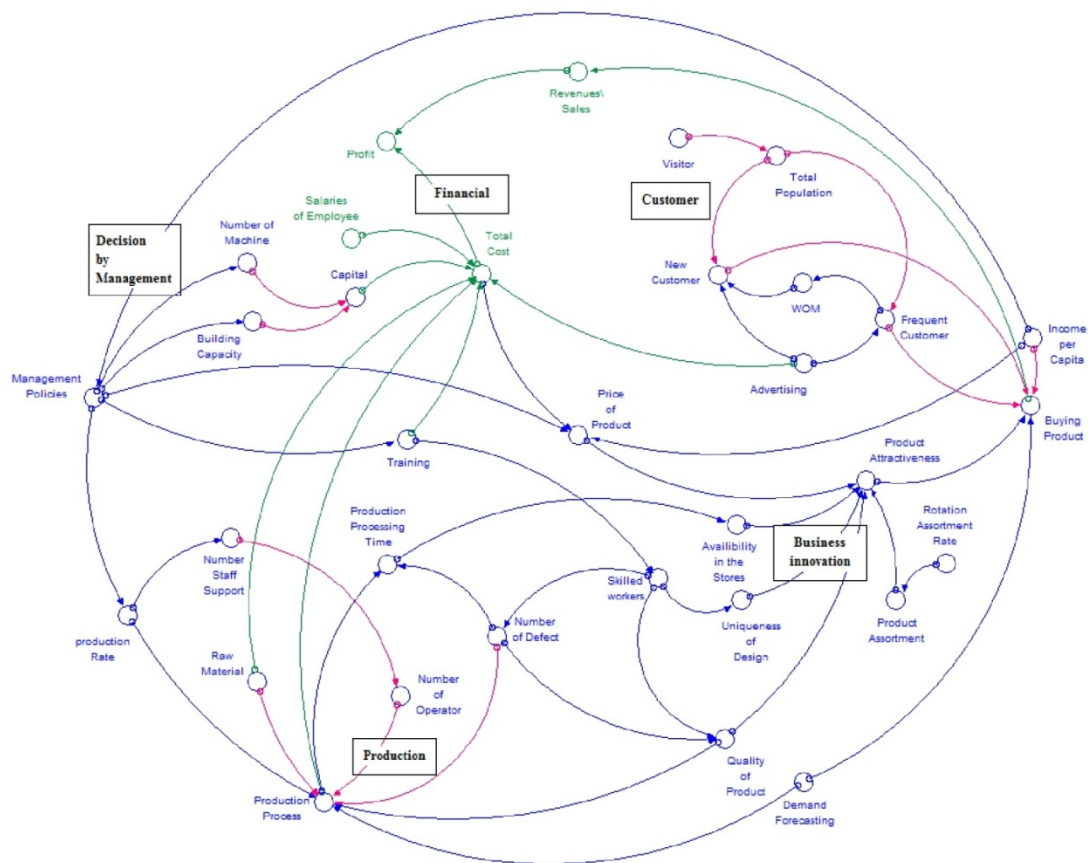 Revenues\
Sales
Profit
Visitor
Total
Population
Financial
Customer
Salaries
of Employee
Number of
Machine
Decision
by
Management
Total
Cost
Capital
New
Customer
WOM
Frequent
Customer
Income
per
Capita
Building
Capacity
Management
Policies
Advertising
Price
of
Product
Buying
Product
Training
Product
Attractiveness
Production
Processing
Time
Number
Staff
Support
Availibility
in the
Stores
Business
innovation
Rotation
Assortment
Rate
Skilled
workers
Uniqueness
of
Design
Product
Assortment
production
Rate
Number
of Defect
Raw
Material
Number
of
Operator
Production
Quality
of
Product
Production
Process
Demand
Forecasting